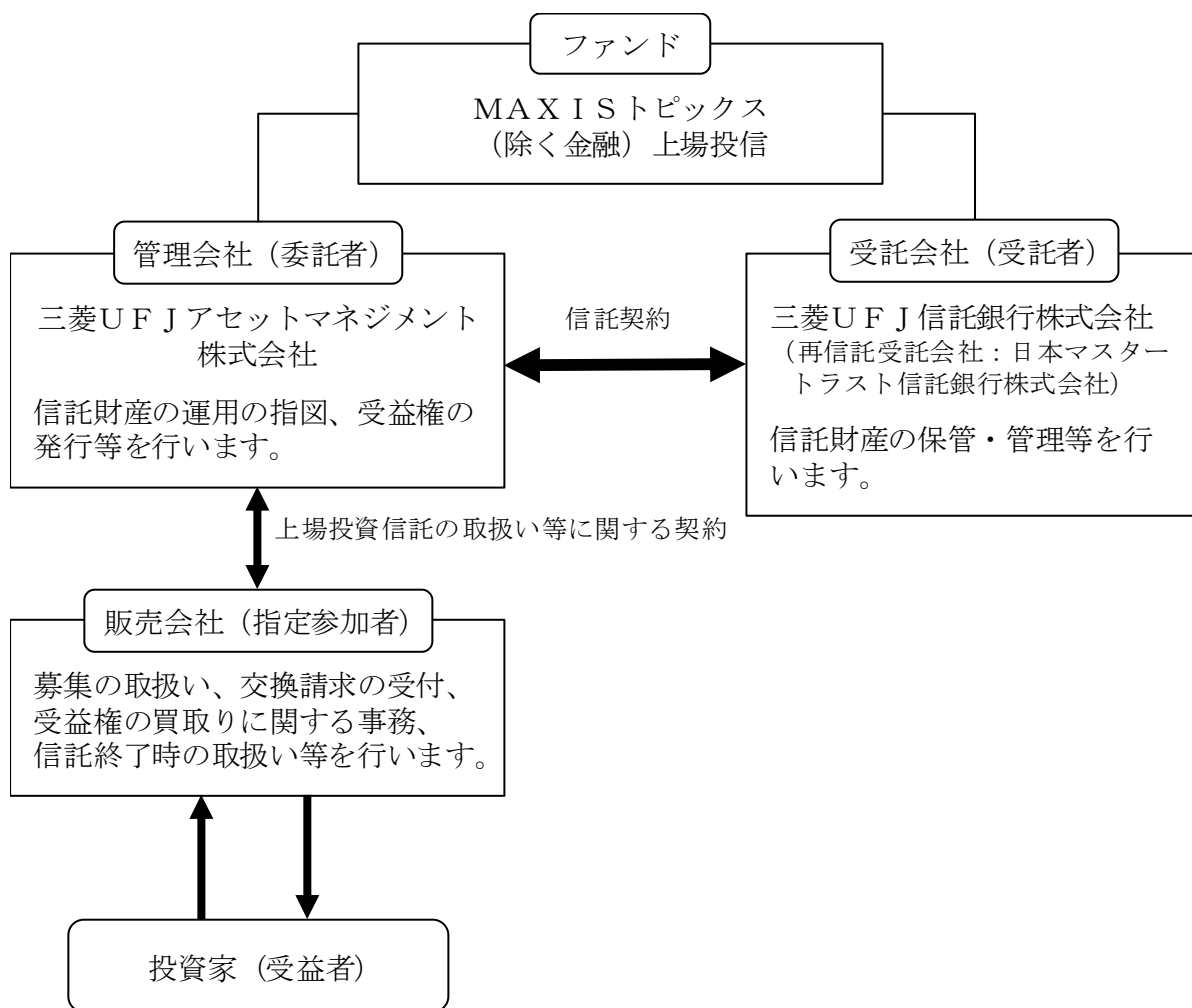 ファンド
MAXISトピックス
（除く金融）上場投信
管理会社（委託者）
三菱UFJアセットマネジメント
株式会社
信託財産の運用の指図、受益権の
発行等を行います。
信託契約
受託会社（受託者）
三菱UFJ信託銀行株式会社
（再信託受託会社：日本マスター
トラスト信託銀行株式会社）
信託財産の保管・管理等を行
います。
上場投資信託の取扱い等に関する契約
販売会社（指定参加者）
募集の取扱い、交換請求の受付、
受益権の買取りに関する事務、
信託終了時の取扱い等を行います。
投資家（受益者）